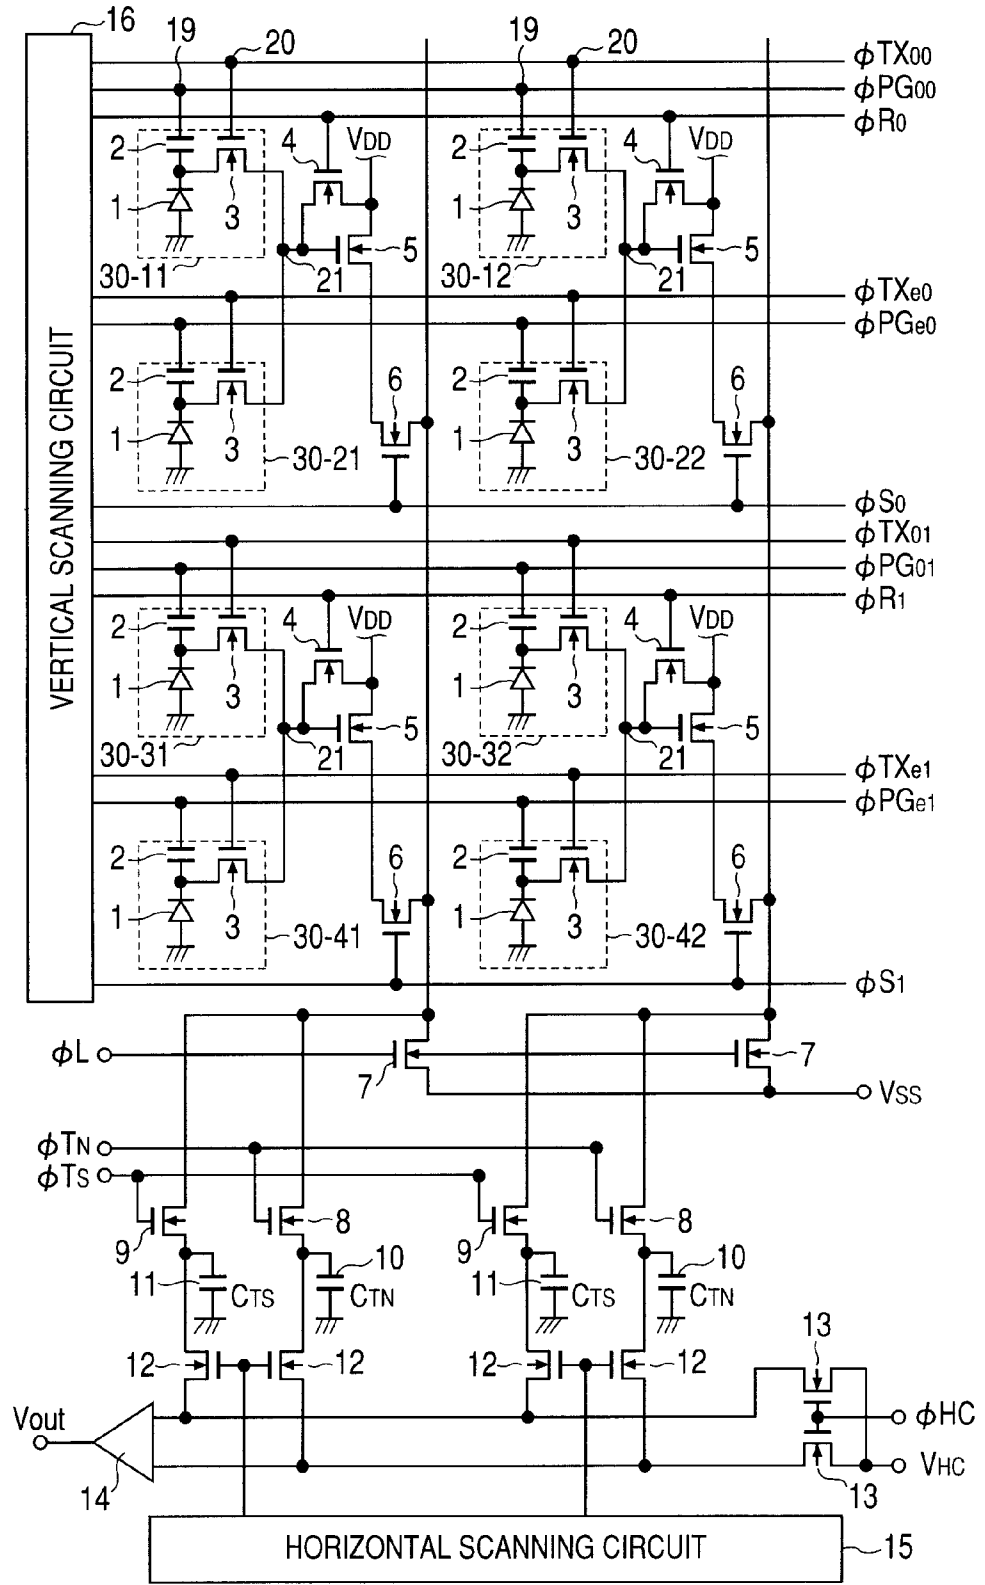 16
19 20 19 20
ϕTX00
ϕPG00
ϕR0
2 4 VDD 2 4 VDD
1 3 5 1 3 5
30-11 21 30-12 21
ϕTXe0
ϕPGe0
2 6 2 6
1 3 30-21 1 3 30-22
ϕS0
ϕTX01
ϕPG01
ϕR1
VERTICAL SCANNING CIRCUIT
2 4 VDD 2 4 VDD
1 3 5 1 3 5
30-31 21 30-32 21
ϕTXe1
ϕPGe1
2 6 2 6
1 3 30-41 1 3 30-42
ϕS1
ϕL 7 7
VSS
ϕTN
ϕTS
9 8 9 8
11 CTS 10 CTN 11 CTS 10 CTN
12 12 12 12 13
Vout ϕHC
14 VHC
13
HORIZONTAL SCANNING CIRCUIT 15